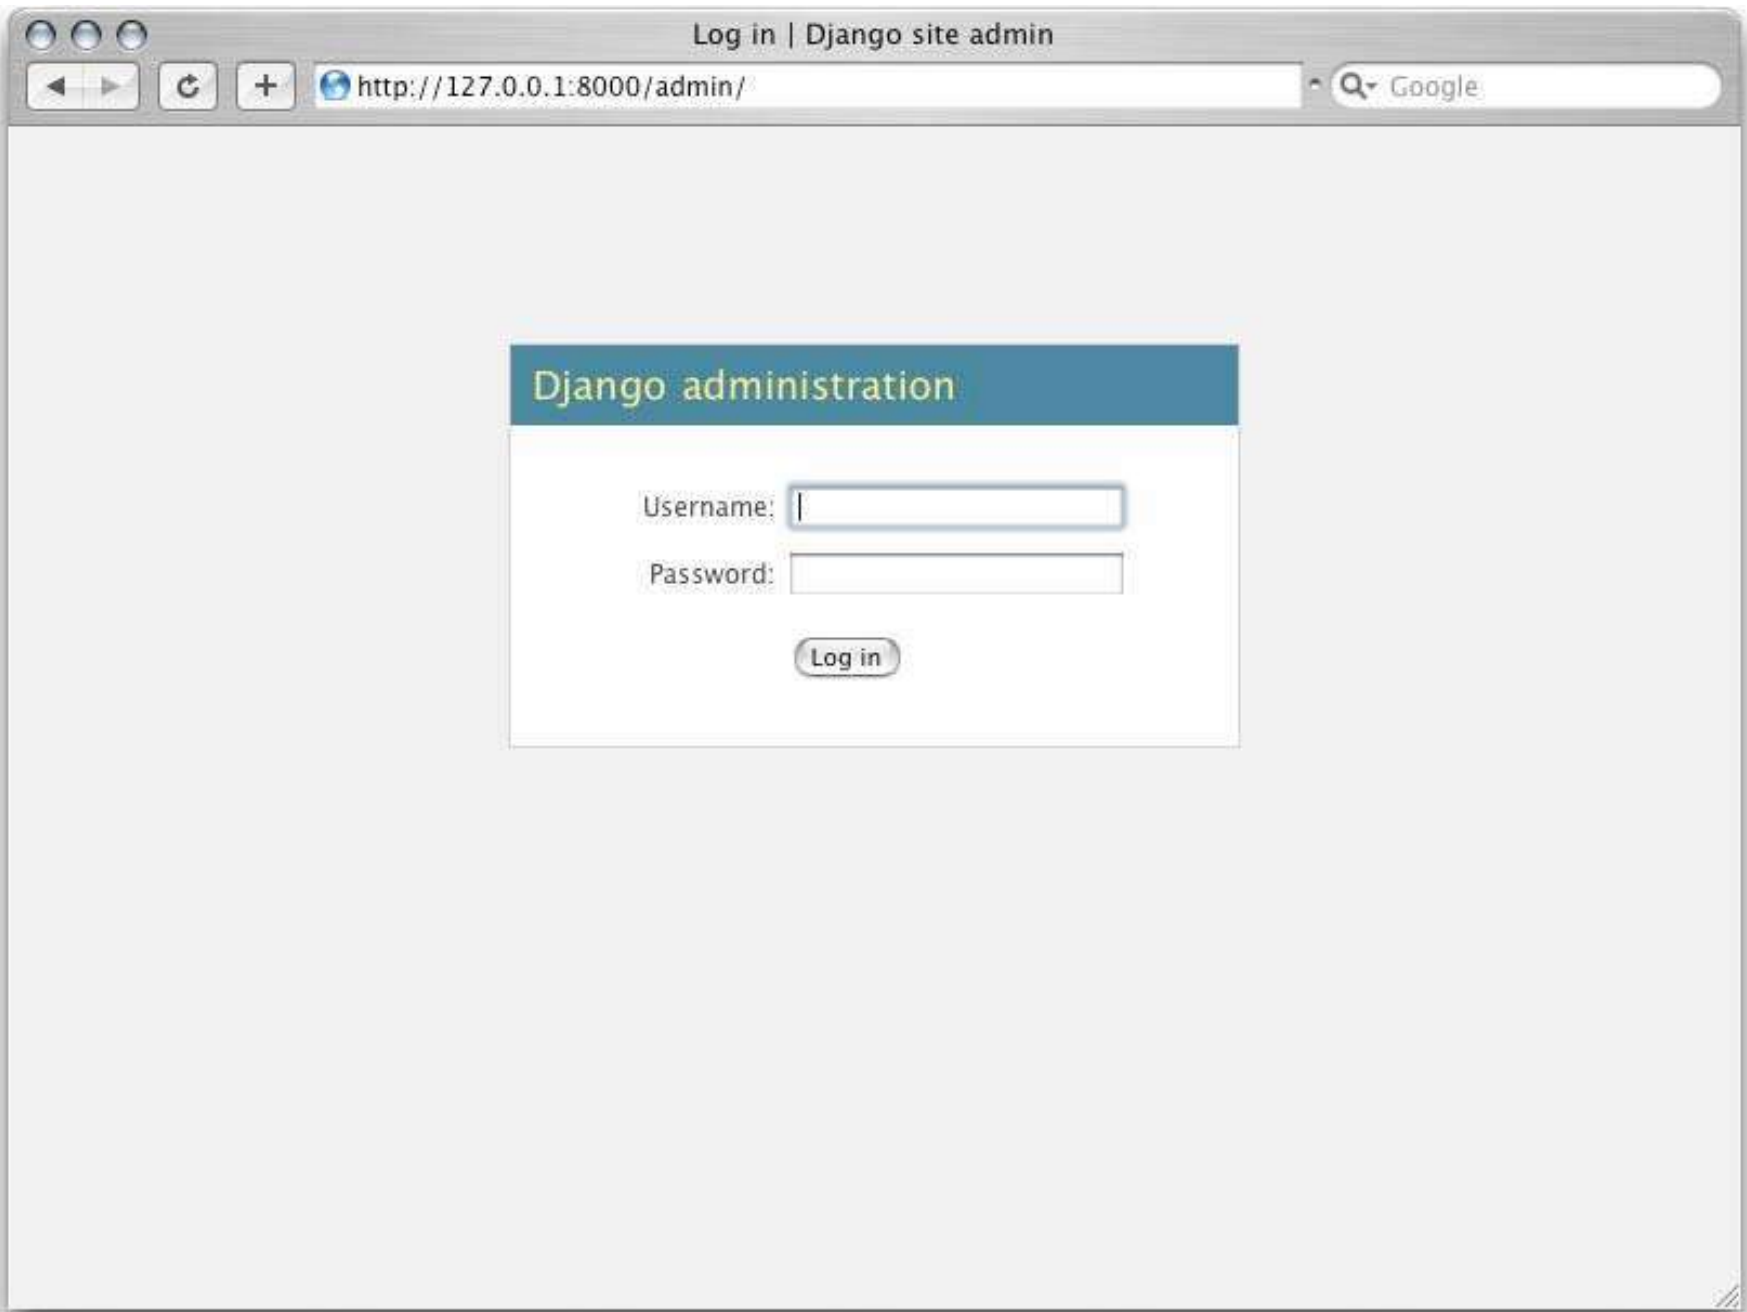 Log in | Django site admin
http://127.0.0.1:8000/admin/
Google
Django administration
Username:
Password:
Log in